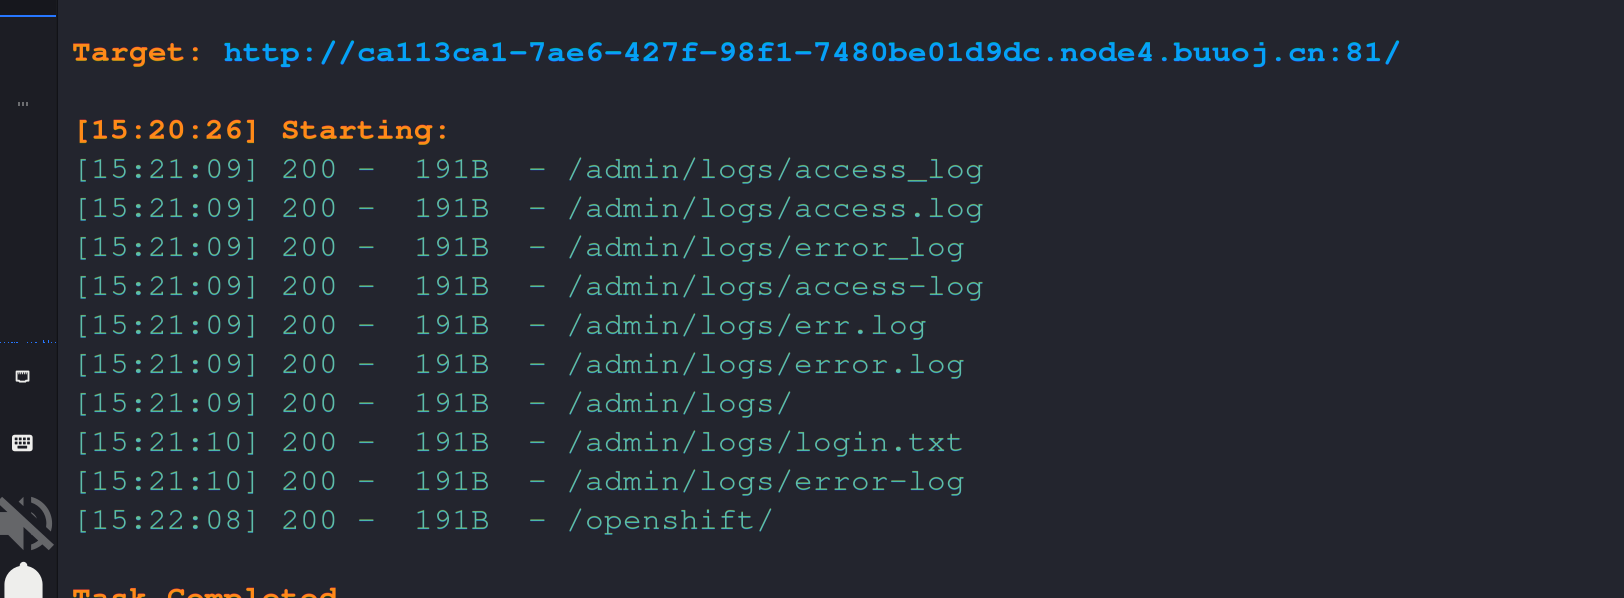 Target: http://ca113ca1-7ae6-427f-98f1-7480be01d9dc.node4.buuoj.cn:81/
[15:20:26] Starting:
[15:21:09] 200 -  191B  - /admin/logs/access_log
[15:21:09] 200 -  191B  - /admin/logs/access.log
[15:21:09] 200 -  191B  - /admin/logs/error_log
[15:21:09] 200 -  191B  - /admin/logs/access-log
[15:21:09] 200 -  191B  - /admin/logs/err.log
[15:21:09] 200 -  191B  - /admin/logs/error.log
[15:21:09] 200 -  191B  - /admin/logs/
[15:21:10] 200 -  191B  - /admin/logs/login.txt
[15:21:10] 200 -  191B  - /admin/logs/error-log
[15:22:08] 200 -  191B  - /openshift/
Task Completed